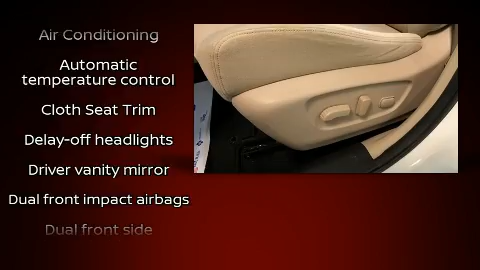 Air Conditioning
Automatic
temperature control
Cloth Seat Trim
Delay-off headlights
Driver vanity mirror
Dual front impact airbags
Dual front side